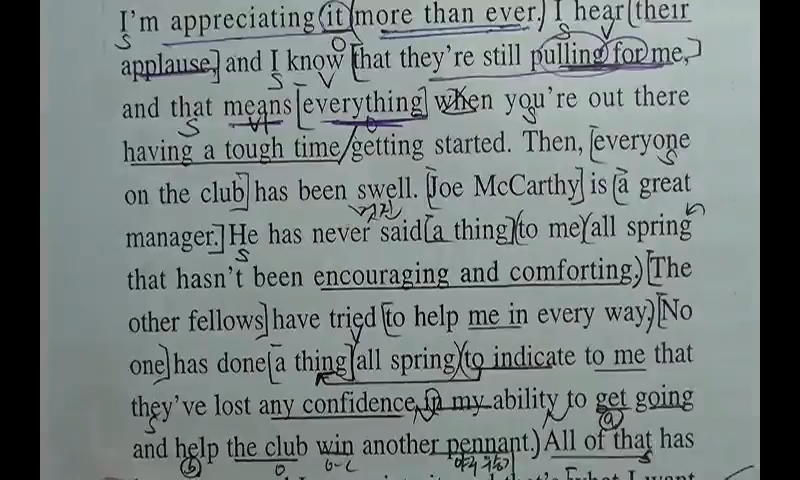 I'm appreciating it more than ever. I hear their
applause, and I know that they're still pulling for me,
and that means everything when you're out there
having a tough time getting started. Then, everyone
on the club has been swell. Joe McCarthy is a great
manager. He has never said a thing to me all spring
that hasn't been encouraging and comforting. The
other fellows have tried to help me in every way. No
one has done a thing all spring to indicate to me that
they've lost any confidence in my ability to get going
and help the club win another pennant. All of that has